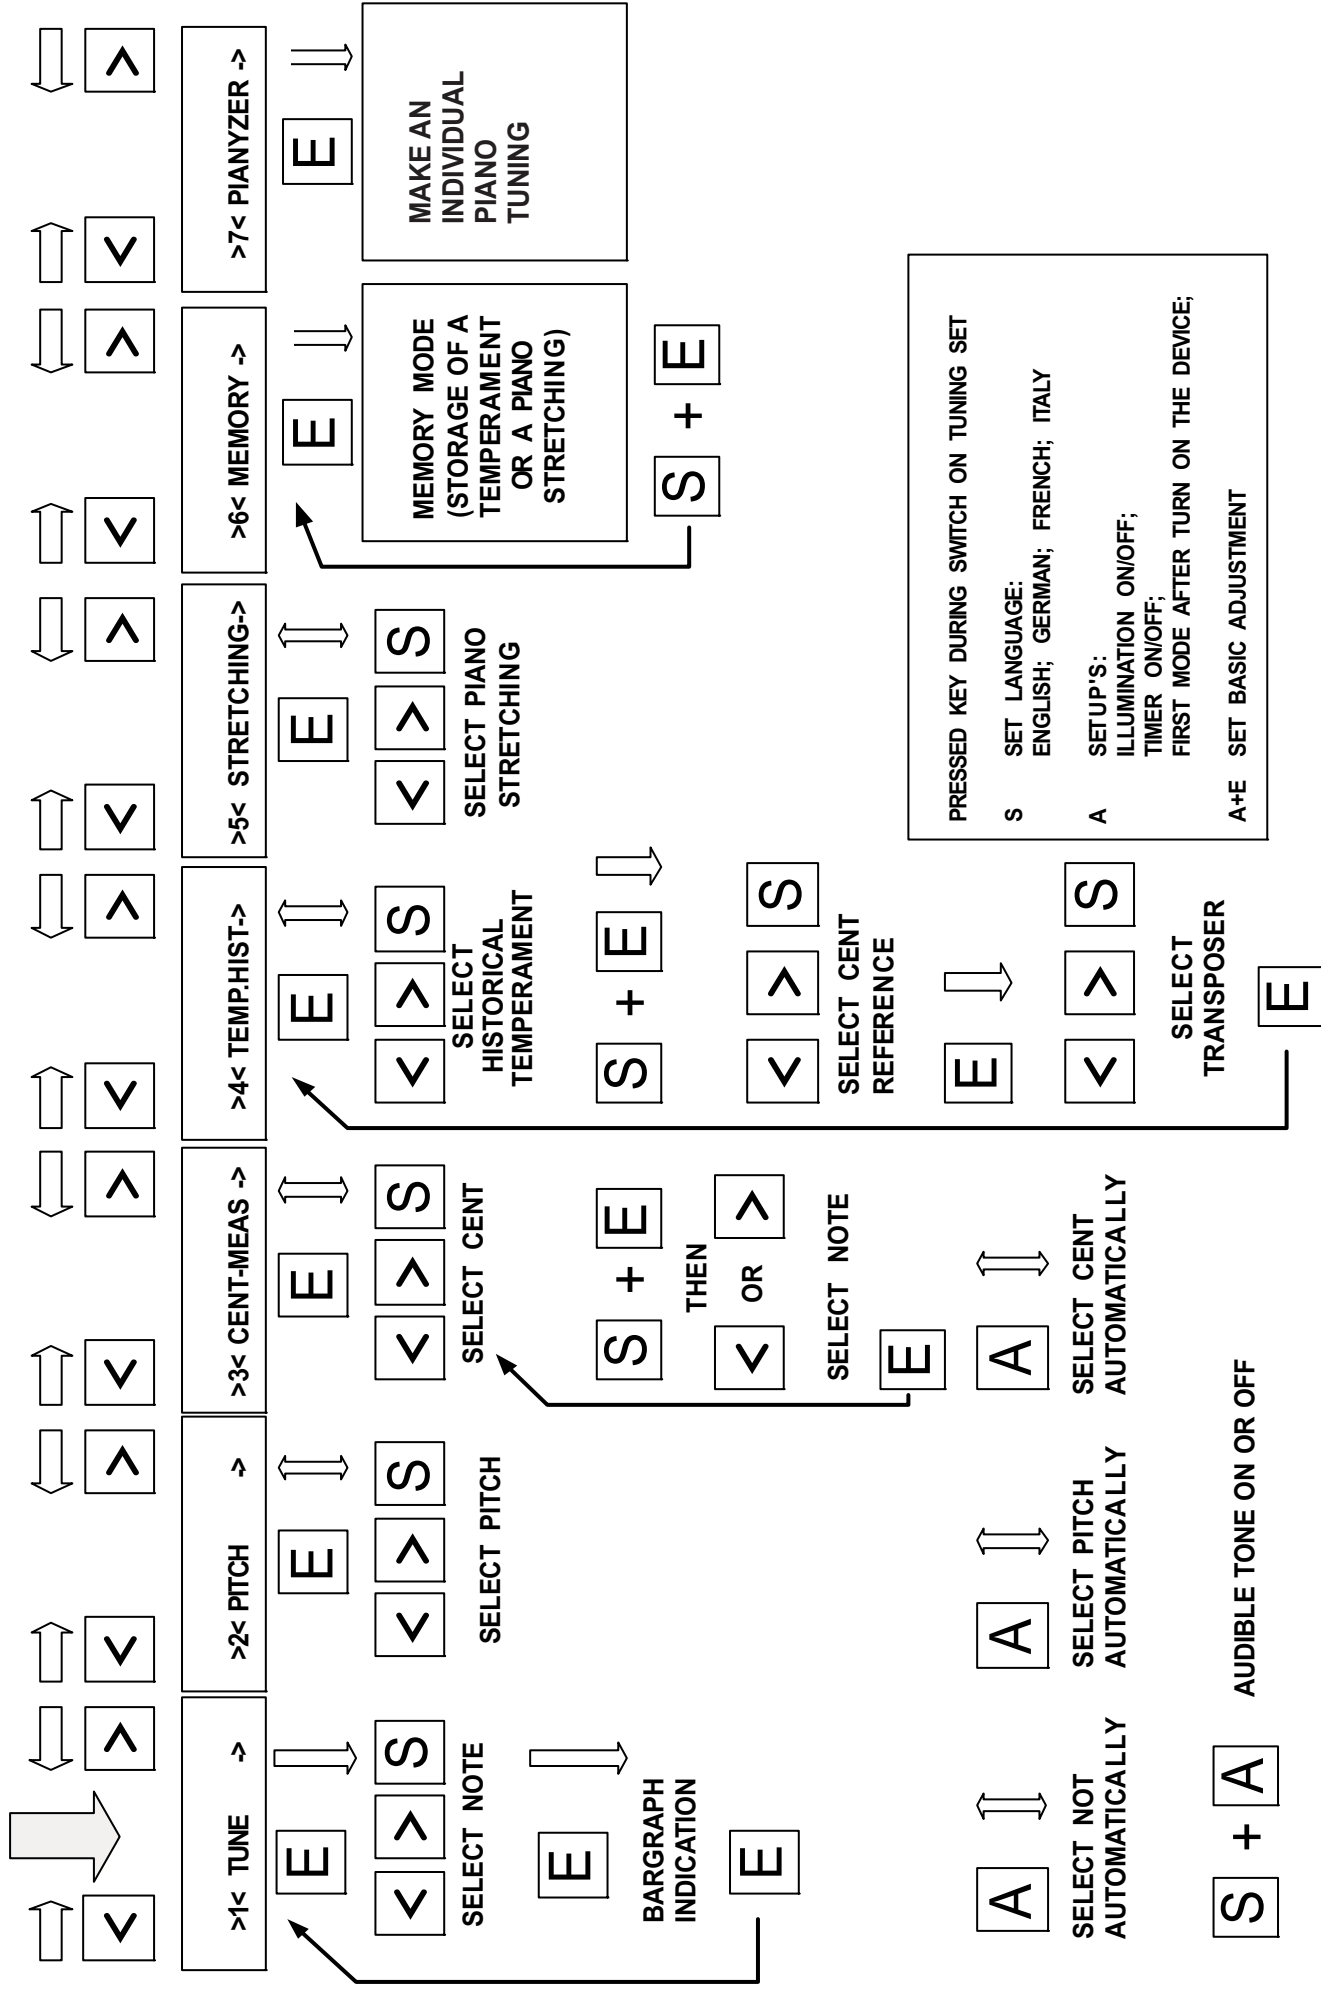 < > < > < > < > < > < > < >
>1< TUNE ->
>2< PITCH ->
>3< CENT-MEAS ->
>4< TEMP.HIST->
>5< STRETCHING->
>6< MEMORY ->
>7< PIANYZER ->
E
< > S
SELECT NOTE
E
BARGRAPH
INDICATION
E
A
SELECT NOT
AUTOMATICALLY
E
< > S
SELECT PITCH
A
SELECT PITCH
AUTOMATICALLY
E
< > S
SELECT CENT
S + E
THEN
< OR >
SELECT NOTE
E
A
SELECT CENT
AUTOMATICALLY
E
< > S
SELECT
HISTORICAL
TEMPERAMENT
S + E
< > S
SELECT CENT
REFERENCE
E
< > S
SELECT
TRANSPOSER
E
E
< > S
SELECT PIANO
STRETCHING
E
MEMORY MODE
(STORAGE OF A
TEMPERAMENT
OR A PIANO
STRETCHING)
S + E
E
MAKE AN
INDIVIDUAL
PIANO
TUNING
S + A AUDIBLE TONE ON OR OFF
PRESSED KEY DURING SWITCH ON TUNING SET
S SET LANGUAGE:
ENGLISH; GERMAN; FRENCH; ITALY
A SETUP'S:
ILLUMINATION ON/OFF;
TIMER ON/OFF;
FIRST MODE AFTER TURN ON THE DEVICE;
A+E SET BASIC ADJUSTMENT